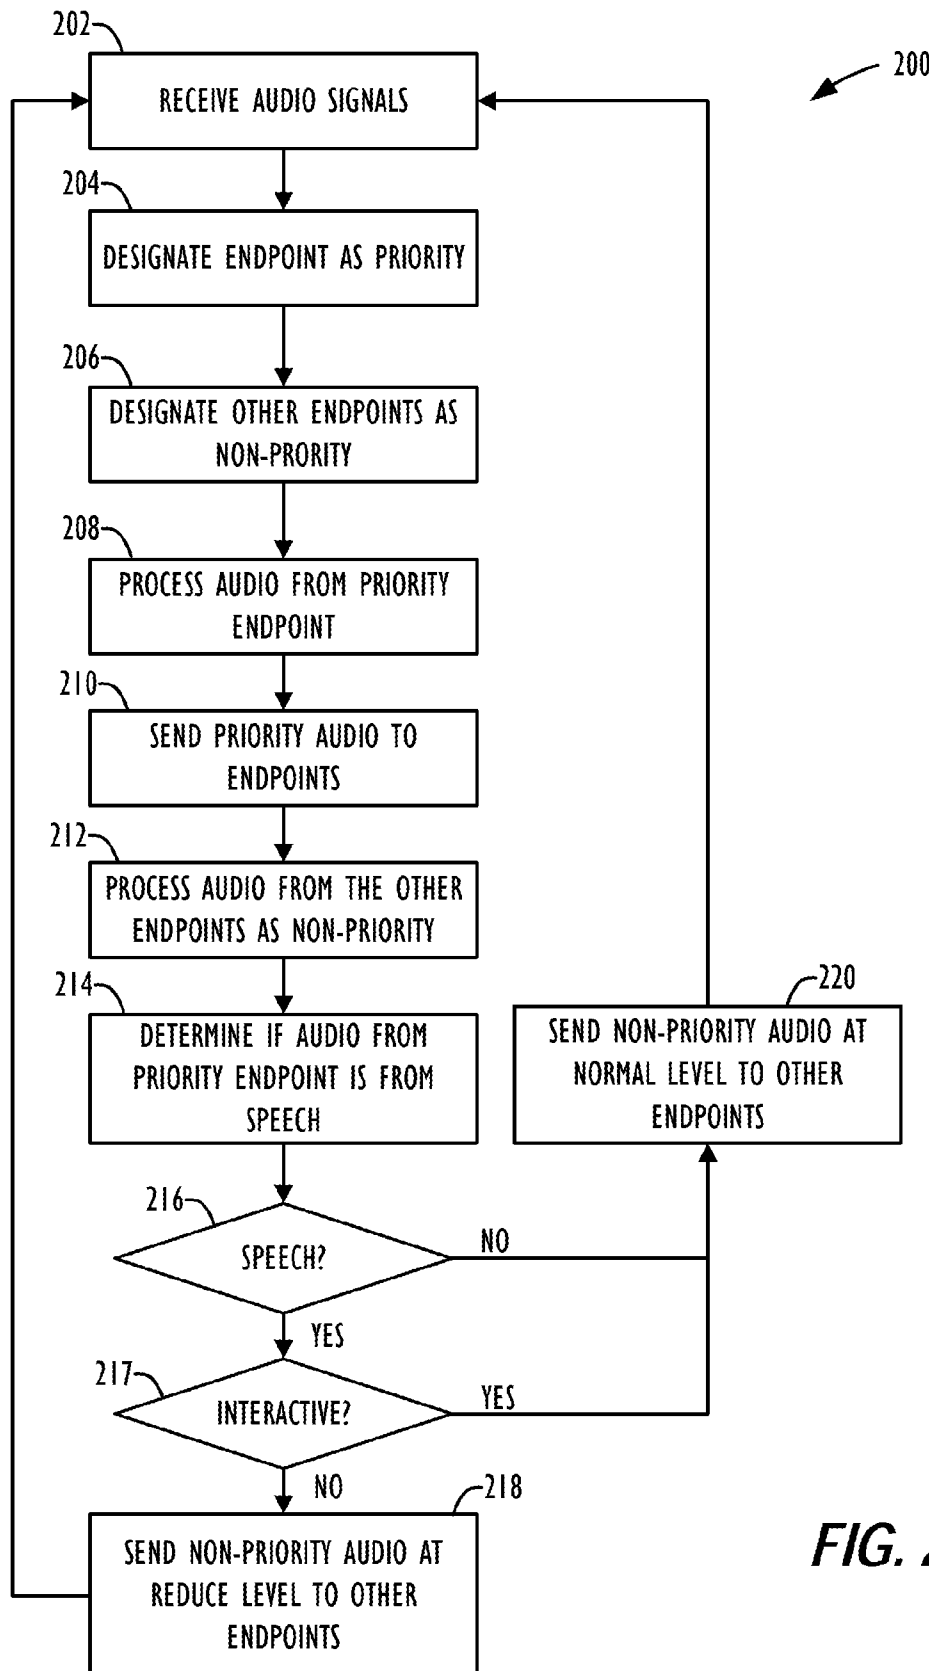 202
200
RECEIVE AUDIO SIGNALS
204
DESIGNATE ENDPOINT AS PRIORITY
206
DESIGNATE OTHER ENDPOINTS AS
NON-PRORITY
208
PROCESS AUDIO FROM PRIORITY
ENDPOINT
210
SEND PRIORITY AUDIO TO
ENDPOINTS
212
PROCESS AUDIO FROM THE OTHER
ENDPOINTS AS NON-PRIORITY
214
DETERMINE IF AUDIO FROM
PRIORITY ENDPOINT IS FROM
SPEECH
220
SEND NON-PRIORITY AUDIO AT
NORMAL LEVEL TO OTHER
ENDPOINTS
216
SPEECH?
NO
YES
217
INTERACTIVE?
YES
NO
218
SEND NON-PRIORITY AUDIO AT
REDUCE LEVEL TO OTHER
ENDPOINTS
FIG.